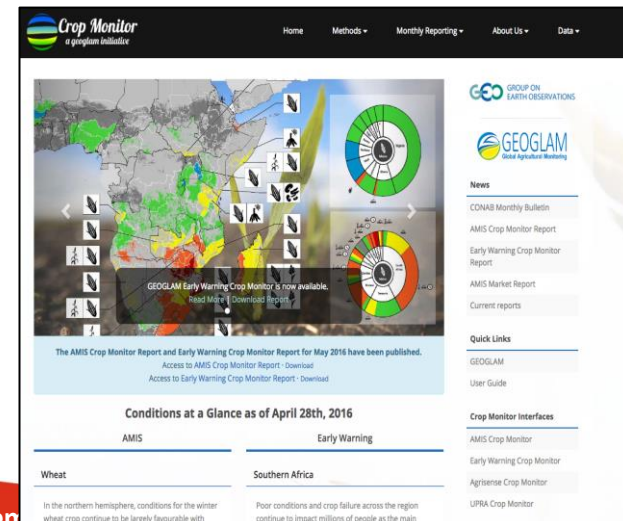 Crop Monitor
a geoglam initiative
Home Methods Monthly Reporting About Us Data
GEOGLAM Early Warning Crop Monitor is now available.
Read More | Download Report
The AMIS Crop Monitor Report and Early Warning Crop Monitor Report for May 2016 have been published.
Access to AMIS Crop Monitor Report - Download
Access to Early Warning Crop Monitor Report - Download
Conditions at a Glance as of April 28th, 2016
AMIS
Wheat
In the northern hemisphere, conditions for the winter
wheat crop continue to be largely favourable with
Early Warning
Southern Africa
Poor conditions and crop failure across the region
continue to impact millions of people as the main
GEO GROUP ON
EARTH OBSERVATIONS
GEOGLAM
Global Agricultural Monitoring
News
CONAB Monthly Bulletin
AMIS Crop Monitor Report
Early Warning Crop Monitor
Report
AMIS Market Report
Current reports
Quick Links
GEOGLAM
User Guide
Crop Monitor Interfaces
AMIS Crop Monitor
Early Warning Crop Monitor
Agrisense Crop Monitor
UPRA Crop Monitor